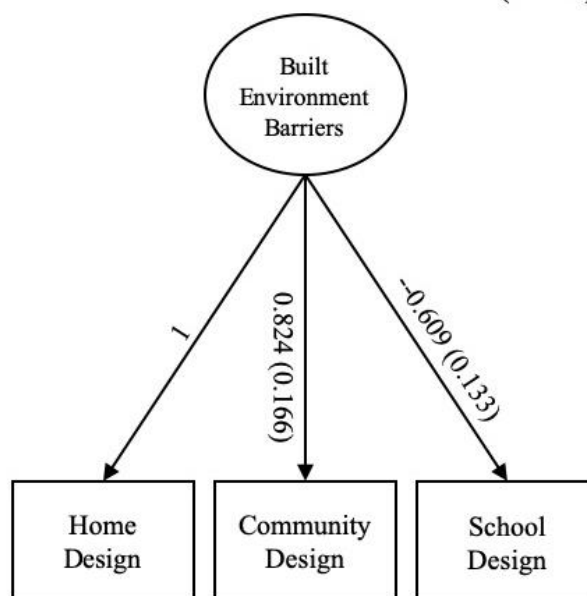 Built
Environment
Barriers
1
0.824 (0.166)
--0.609 (0.133)
Home
Design
Community
Design
School
Design